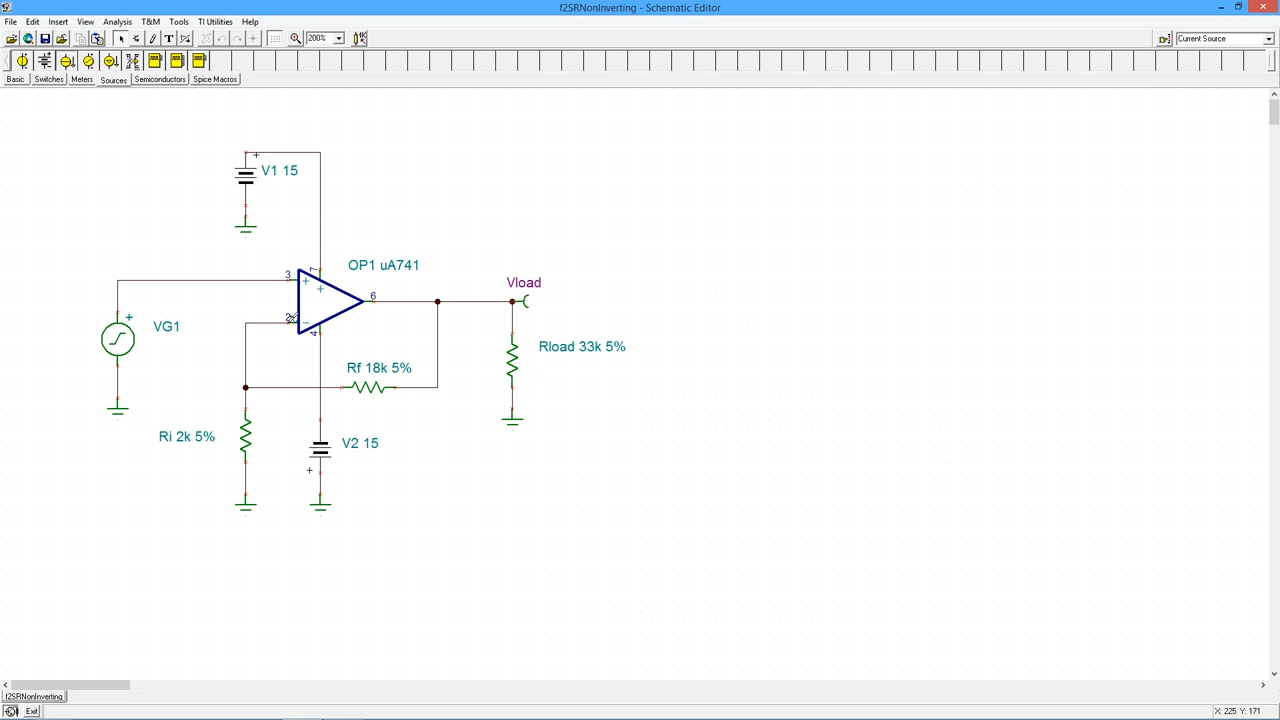 f2SRNonInverting - Schematic Editor
File Edit Insert View Analysis T&M Tools TI Utilities Help
T 200% Current Source
Basic Switches Meters Sources Semiconductors Spice Macros
+
V1 15
OP1 uA741
3 7
+
+
6
Vload
+
VG1
2
-
4
Rload 33k 5%
Rf 18k 5%
Ri 2k 5%
V2 15
+
f2SRNonInverting
Exit X: 225 Y: 171